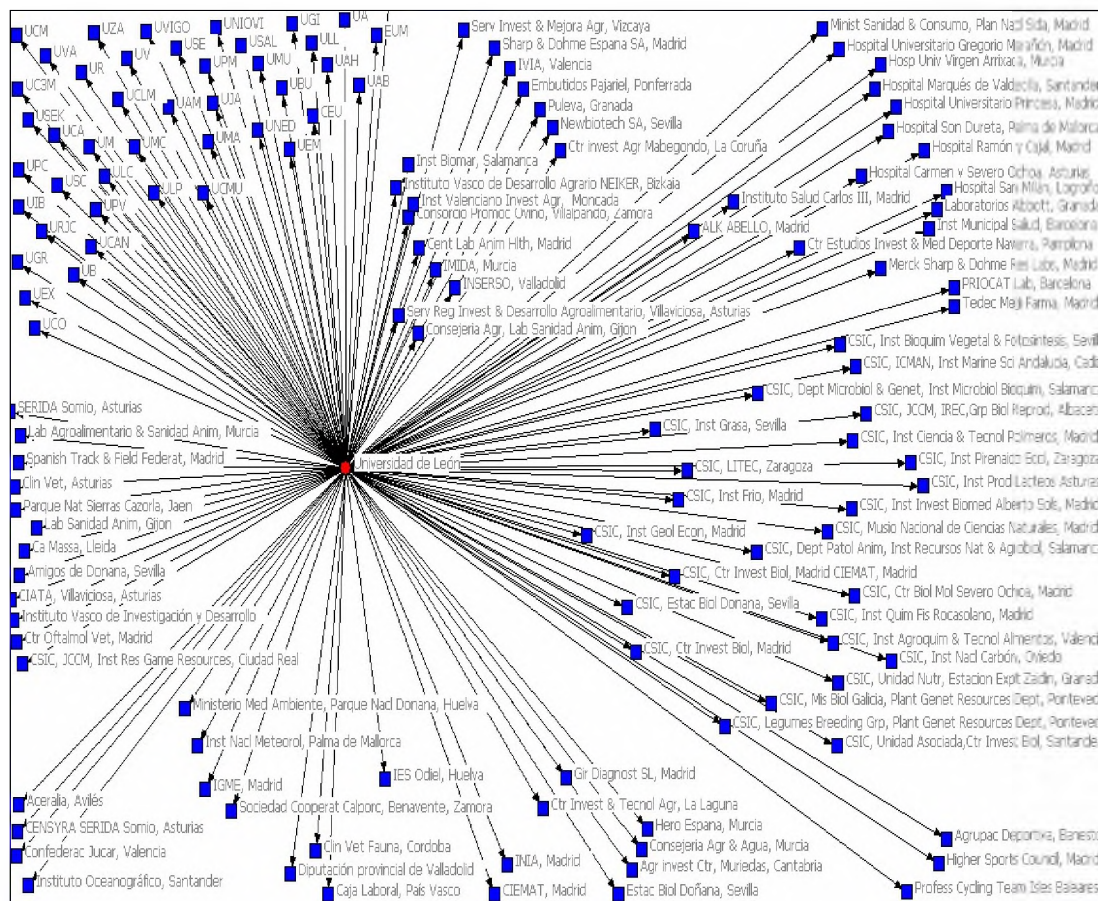 UCM
UZA
UVIGO
UNIOVI
UGI
UA
EUM
UVA
UV
USE
USAL
ULL
UR
UPM
UMU
UAH
UC3M
UCLM
UAM
UJA
UBU
UAB
USEK
UCA
UM
UMC
UMA
UNED
CEU
UEM
UPC
USC
ULC
ULP
UCMU
UIB
UPV
URJC
UCAN
UGR
UB
UEX
UCO
Serv Invest & Mejora Agr, Vizcaya
Sharp & Dohme Espana SA, Madrid
IVIA, Valencia
Embutidos Pajariel, Ponferrada
Puleva, Granada
Newbiotech SA, Sevilla
Ctr invest Agr Mabegondo, La Coruña
Inst Biomar, Salamanca
Instituto Vasco de Desarrollo Agrario NEIKER, Bizkaia
Inst Valenciano Invest Agr, Moncada
Consorcio Promoc Ovino, Villalpando, Zamora
Cent Lab Anim Hlth, Madrid
IMIDA, Murcia
INSERSO, Valladolid
Serv Reg Invest & Desarrollo Agroalimentario, Villaviciosa, Asturias
Consejeria Agr, Lab Sanidad Anim, Gijon
Minist Sanidad & Consumo, Plan Nacl Sida, Madrid
Hospital Universitario Gregorio Marañón, Madrid
Hosp Univ Virgen Arrixaca, Murcia
Hospital Marqués de Valdecilla, Santander
Hospital Universitario Princesa, Madrid
Hospital Son Dureta, Palma de Mallorca
Hospital Ramón y Cajal, Madrid
Hospital Carmen y Severo Ochoa, Asturias
Hospital San Milán, Logroño
Instituto Salud Carlos III, Madrid
Laboratorios Abbott, Granada
ALK ABELLO, Madrid
Inst Municipal Salud, Barcelona
Ctr Estudios Invest & Med Deporte Navarra, Pamplona
Merck Sharp & Dohme Res Labs, Madrid
PRIOCAT Lab, Barcelona
Tedec Meiji Farma, Madrid
CSIC, Inst Bioquim Vegetal & Fotosintesis, Sevill
CSIC, ICMAN, Inst Marine Sci Andalucia, Cadi
CSIC, Dept Microbiol & Genet, Inst Microbiol Bioquim, Salamanc
CSIC, JCCM, IREC,Grp Biol Reprod, Albacet
CSIC, Inst Grasa, Sevilla
CSIC, Inst Ciencia & Tecnol Polimeros, Madrid
CSIC, Inst Pirenaico Ecol, Zaragoza
CSIC, LITEC, Zaragoza
CSIC, Inst Prod Lacteos Asturias
CSIC, Inst Frio, Madrid
CSIC, Inst Invest Biomed Alberto Sols, Madrid
CSIC, Inst Geol Econ, Madrid
CSIC, Musio Nacional de Ciencias Naturales, Madrid
CSIC, Dept Patol Anim, Inst Recursos Nat & Agrobiol, Salamanc
CSIC, Ctr Invest Biol, Madrid CIEMAT, Madrid
CSIC, Ctr Biol Mol Severo Ochoa, Madrid
CSIC, Estac Biol Donana, Sevilla
CSIC, Inst Quim Fis Rocasolano, Madrid
CSIC, Inst Agroquim & Tecnol Almentos, Valenci
CSIC, Ctr Invest Biol, Madrid
CSIC, Inst Nacl Carbón, Oviedo
CSIC, Unidad Nutr, Estacion Expt Zadin, Granad
CSIC, Mis Biol Galicia, Plant Genet Resources Dept, Ponteved
CSIC, Legumes Breeding Grp, Plant Genet Resources Dept, Pontever
CSIC, Unidad Asociada,Ctr Invest Biol, Santande
Universidad de León
SERIDA Somio, Asturias
Lab Agroalimentario & Sanidad Anim, Murcia
Spanish Track & Field Federat, Madrid
Clin Vet, Asturias
Parque Nat Sierras Cazorla, Jaen
Lab Sanidad Anim, Gijon
Ca Massa, Lleida
Amigos de Donana, Sevilla
CIATA, Villaviciosa, Asturias
Instituto Vasco de Investigación y Desarrollo
Ctr Oftalmol Vet, Madrid
CSIC, JCCM, Inst Res Game Resources, Ciudad Real
Ministerio Med Ambiente, Parque Nad Donana, Huelva
Inst Nacl Meteorol, Palma de Mallorca
IGME, Madrid
IES Odiel, Huelva
Gir Diagnost SL, Madrid
Aceralia, Avilés
Sociedad Cooperat Calporc, Benavente, Zamora
Ctr Invest & Tecnol Agr, La Laguna
CENSYRA SERIDA Somio, Asturias
Hero Espana, Murcia
Confederac Jucar, Valencia
Clin Vet Fauna, Cordoba
Consejeria Agr & Agua, Murcia
INIA, Madrid
Agr invest Ctr, Muriedas, Cantabria
Diputación provincial de Valladolid
Instituto Oceanográfico, Santander
Caja Laboral, País Vasco
CIEMAT, Madrid
Estac Biol Doñana, Sevilla
Agrupac Deportiva, Banesto
Higher Sports Council, Madrid
Profess Cycling Team Isles Baleares